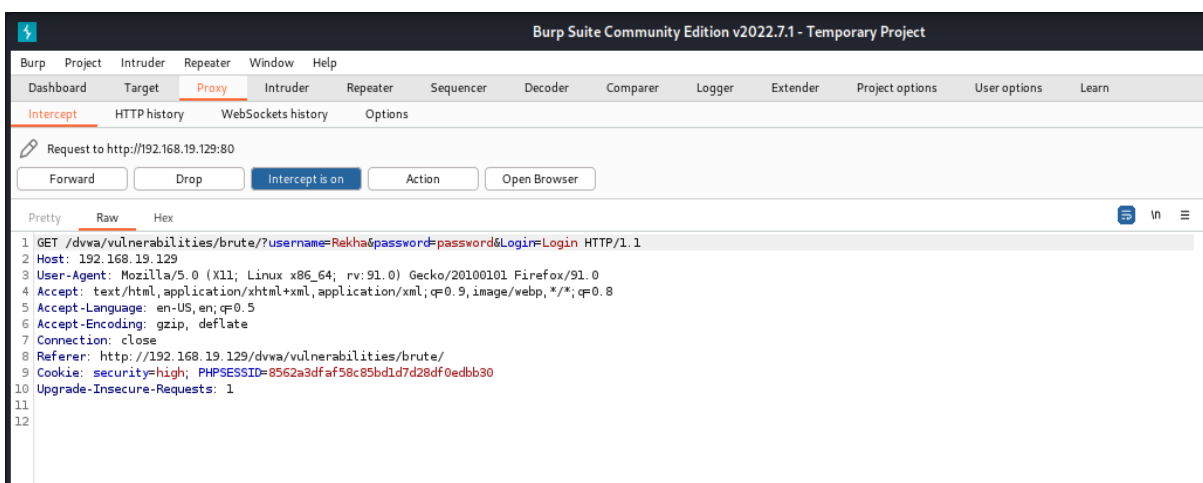 Burp Suite Community Edition v2022.7.1 - Temporary Project
Burp Project Intruder Repeater Window Help
Dashboard Target Proxy Intruder Repeater Sequencer Decoder Comparer Logger Extender Project options User options Learn
Intercept HTTP history WebSockets history Options
Request to http://192.168.19.129:80
Forward Drop Intercept is on Action Open Browser
Pretty Raw Hex \n
1 GET /dvwa/vulnerabilities/brute/?username=Rekha&password=password&Login=Login HTTP/1.1
2 Host: 192.168.19.129
3 User-Agent: Mozilla/5.0 (X11; Linux x86_64; rv:91.0) Gecko/20100101 Firefox/91.0
4 Accept: text/html,application/xhtml+xml,application/xml;q=0.9,image/webp,*/*;q=0.8
5 Accept-Language: en-US,en;q=0.5
6 Accept-Encoding: gzip, deflate
7 Connection: close
8 Referer: http://192.168.19.129/dvwa/vulnerabilities/brute/
9 Cookie: security=high; PHPSESSID=8562a3dfaf58c85bd1d7d28df0edbb30
10 Upgrade-Insecure-Requests: 1
11
12